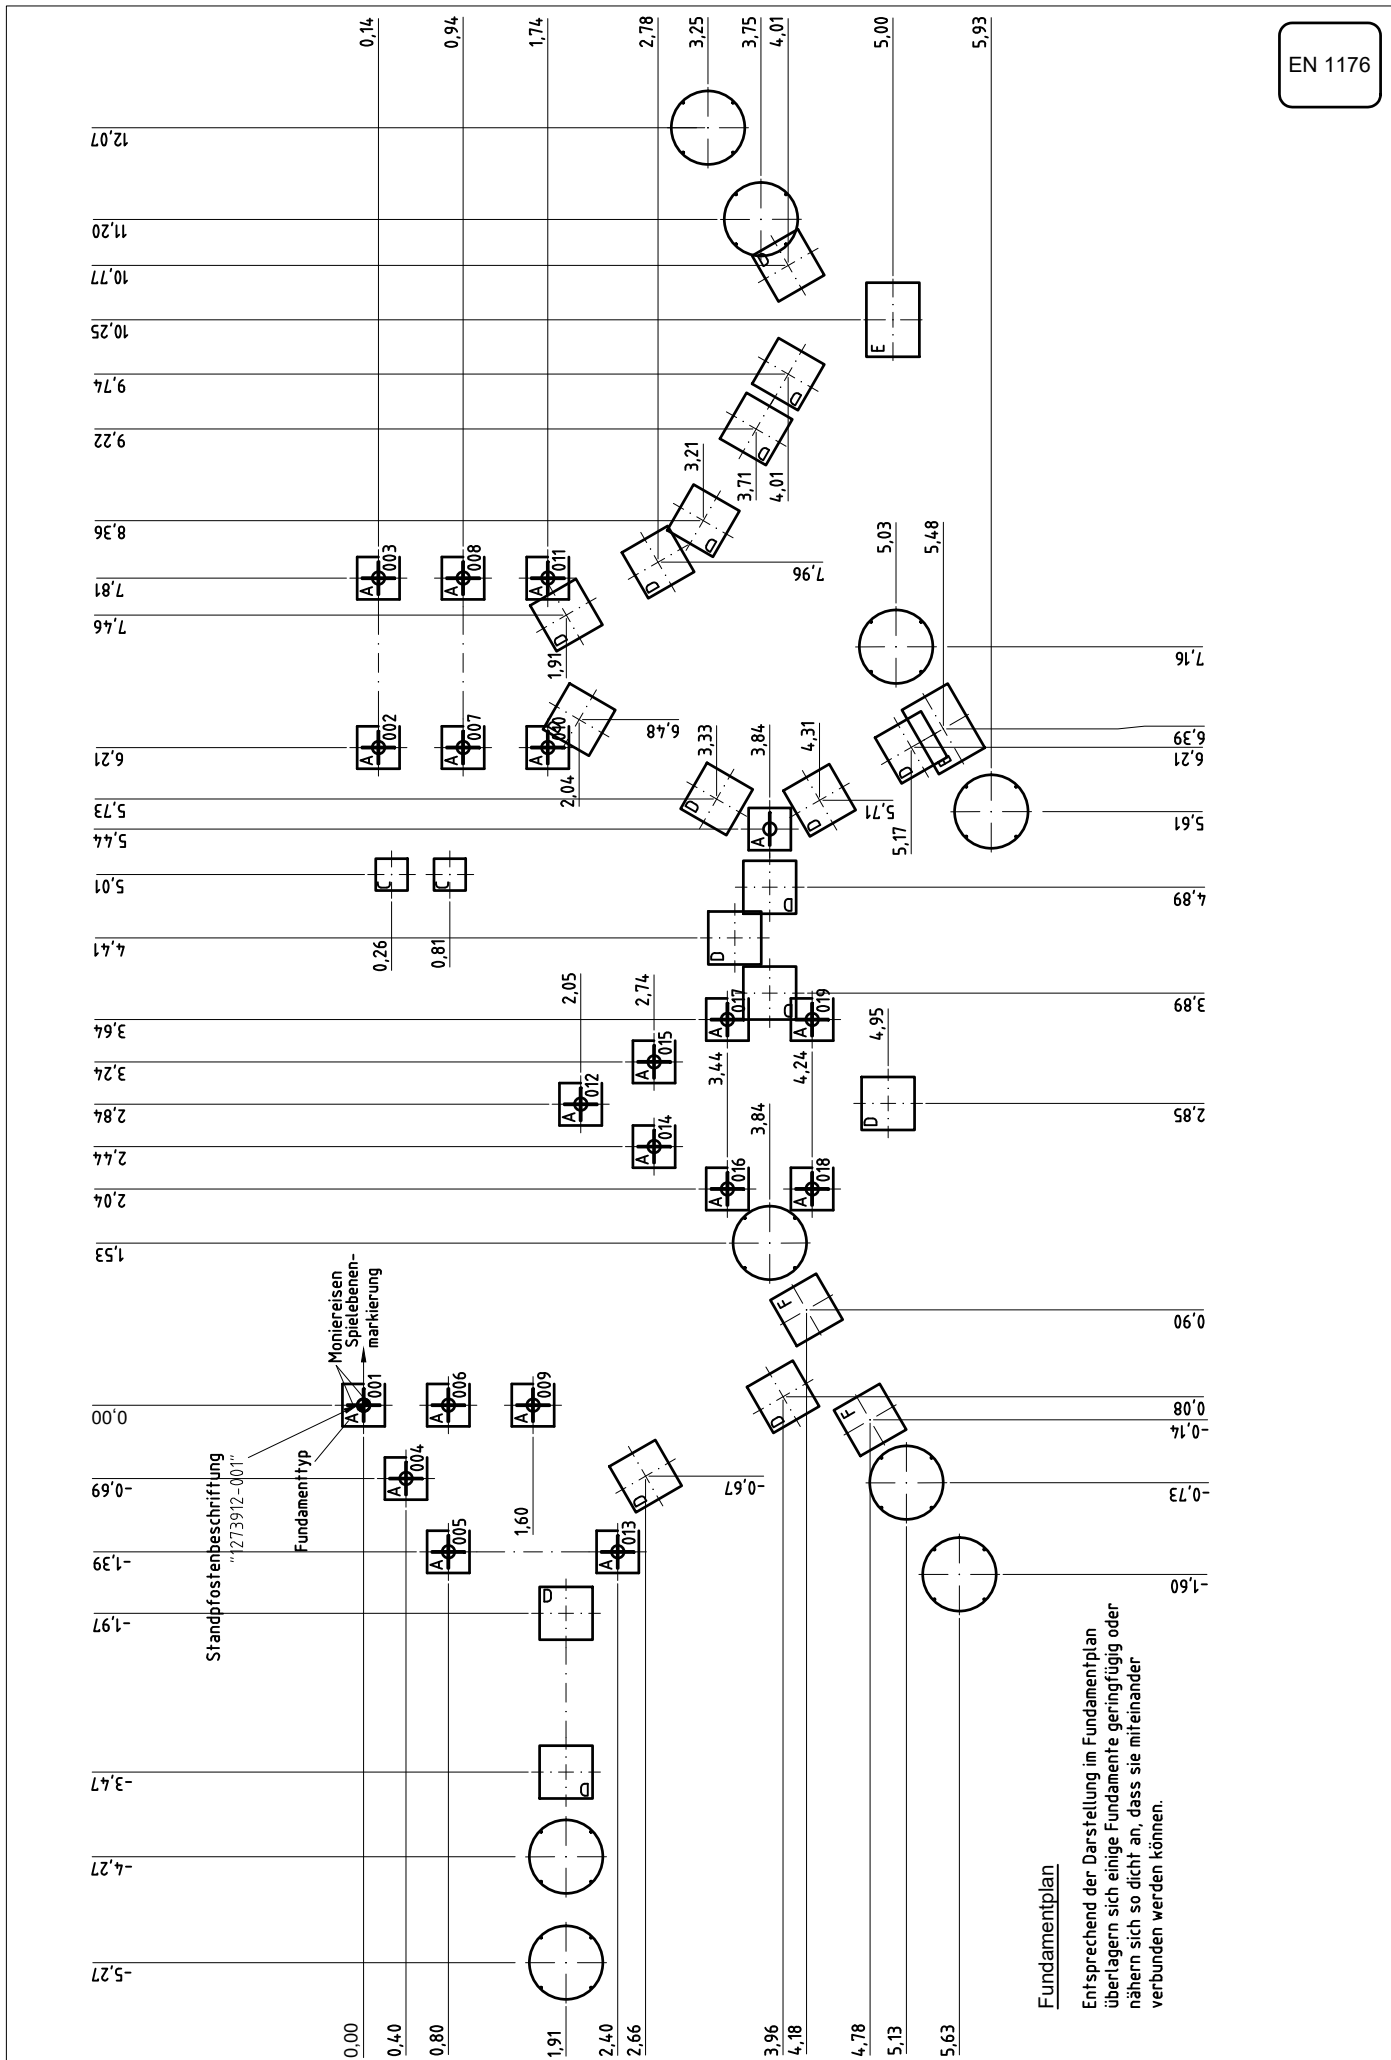 EN 1176
0,14
0,94
1,74
2,78
3,25
3,75
4,01
5,00
5,93
12,07
11,20
10,77
10,25
9,74
9,22
8,36
7,81
7,46
6,21
5,73
5,44
5,01
4,41
3,64
3,24
2,84
2,44
2,04
1,53
0,00
-0,69
-1,39
-1,97
-3,47
-4,27
-5,27
D
E
D
D
3,21
3,71
4,01
D
D
7,96
A
003
A
008
A
011
D
1,91
5,03
5,48
7,16
A
002
A
007
A
2,04
6,48
3,33
3,84
4,31
D
D
5,71
A
D
5,17
6,39
6,21
5,61
C
C
0,26
0,81
D
D
D
4,89
3,89
2,05
2,74
A
017
A
019
A
015
A
012
A
014
3,44
4,24
4,95
D
2,85
3,84
A
016
A
018
Moniereisen
Spielebenen-
markierung
F
0,90
A
001
A
006
A
009
D
F
0,08
-0,14
Standpfostenbeschriftung
"1273912-001"
Fundamenttyp
A
004
D
-0,67
-0,73
A
005
1,60
A
013
-1,60
D
D
0,00
0,40
0,80
1,91
2,40
2,66
3,96
4,18
4,78
5,13
5,63
Fundamentplan
Entsprechend der Darstellung im Fundamentplan
überlagern sich einige Fundamente geringfügig oder
nähern sich so dicht an, dass sie miteinander
verbunden werden können.